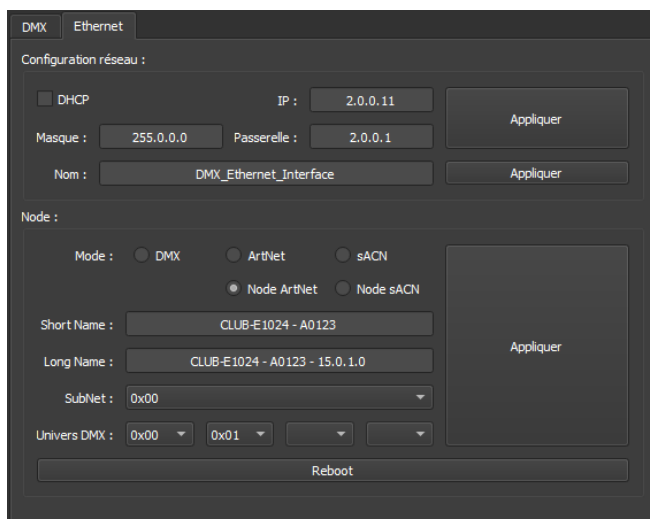 DMX Ethernet
Configuration réseau :
DHCP IP : 2.0.0.11 Appliquer
Masque : 255.0.0.0 Passerelle : 2.0.0.1
Nom : DMX_Ethernet_Interface Appliquer
Node :
Mode : DMX ArtNet sACN
Node ArtNet Node sACN
Short Name : CLUB-E1024 - A0123
Long Name : CLUB-E1024 - A0123 - 15.0.1.0 Appliquer
SubNet : 0x00
Univers DMX : 0x00 0x01
Reboot